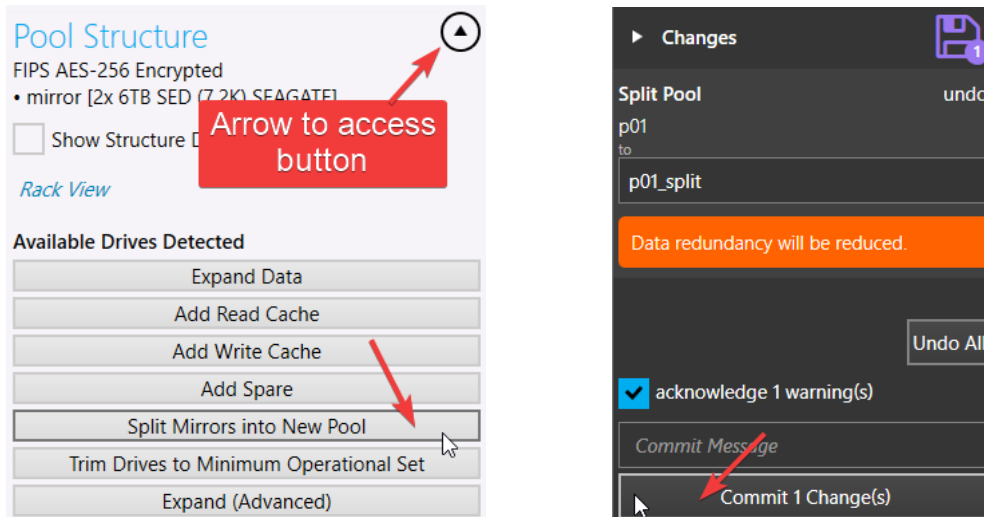 Pool Structure
FIPS AES-256 Encrypted
• mirror [2x 6TB SED (7.2K) SEAGATE]
Arrow to access
button
Show Structure
Rack View
Available Drives Detected
Expand Data
Add Read Cache
Add Write Cache
Add Spare
Split Mirrors into New Pool
Trim Drives to Minimum Operational Set
Expand (Advanced)
Changes
1
Split Pool undo
p01
to
p01_split
Data redundancy will be reduced.
Undo All
acknowledge 1 warning(s)
Commit Message
Commit 1 Change(s)